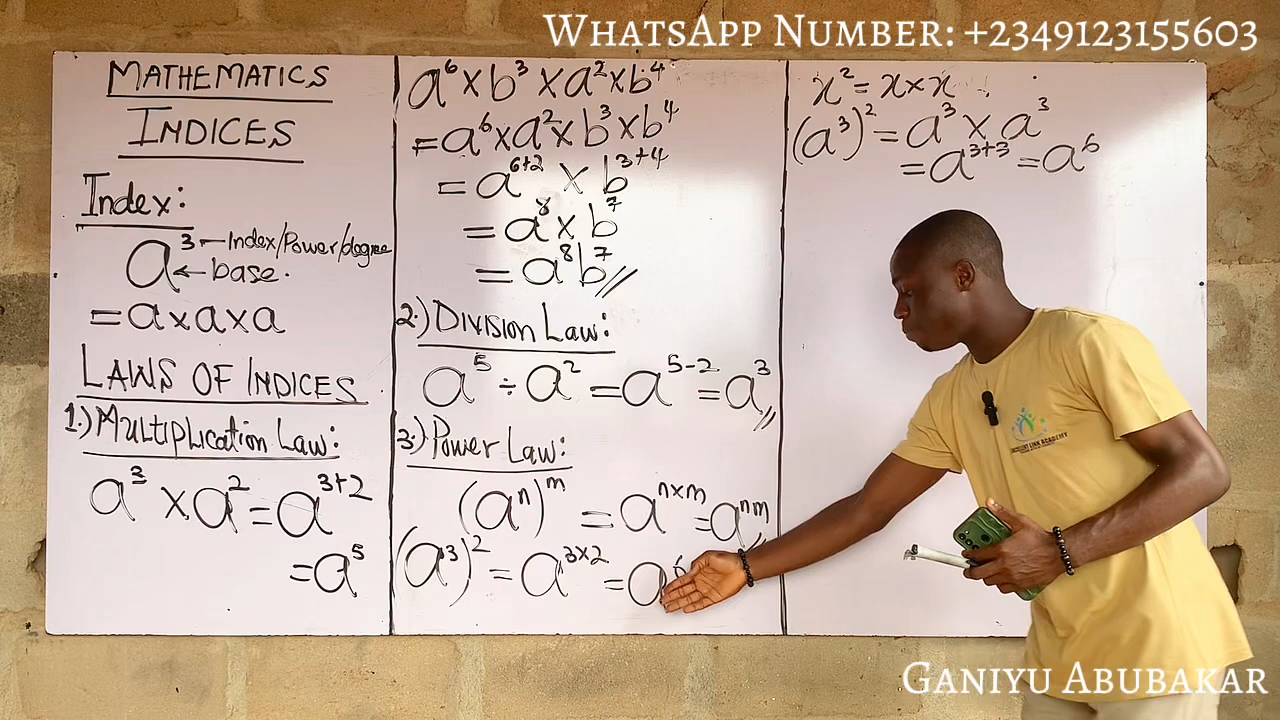 WHATSAPP NUMBER: +2349123155603
MATHEMATICS
INDICES
Index:
a³ Index/Power/degree
base.
= a×a×a
LAWS OF INDICES
1.) Multiplication Law:
a³ × a² = a³⁺²
= a⁵
a⁶ × b³ × a² × b⁴
= a⁶ × a² × b³ × b⁴
= a⁶⁺² × b³⁺⁴
= a⁸ × b⁷
= a⁸b⁷
2.) Division Law:
a⁵ ÷ a² = a⁵⁻² = a³
3.) Power Law:
(aⁿ)ᵐ = aⁿˣᵐ = aⁿᵐ
(a³)² = a³ˣ² = a⁶
x² = x × x
(a³)² = a³ × a³
= a³⁺³ = a⁶
LINK ACADEMY
GANIYU ABUBAKAR